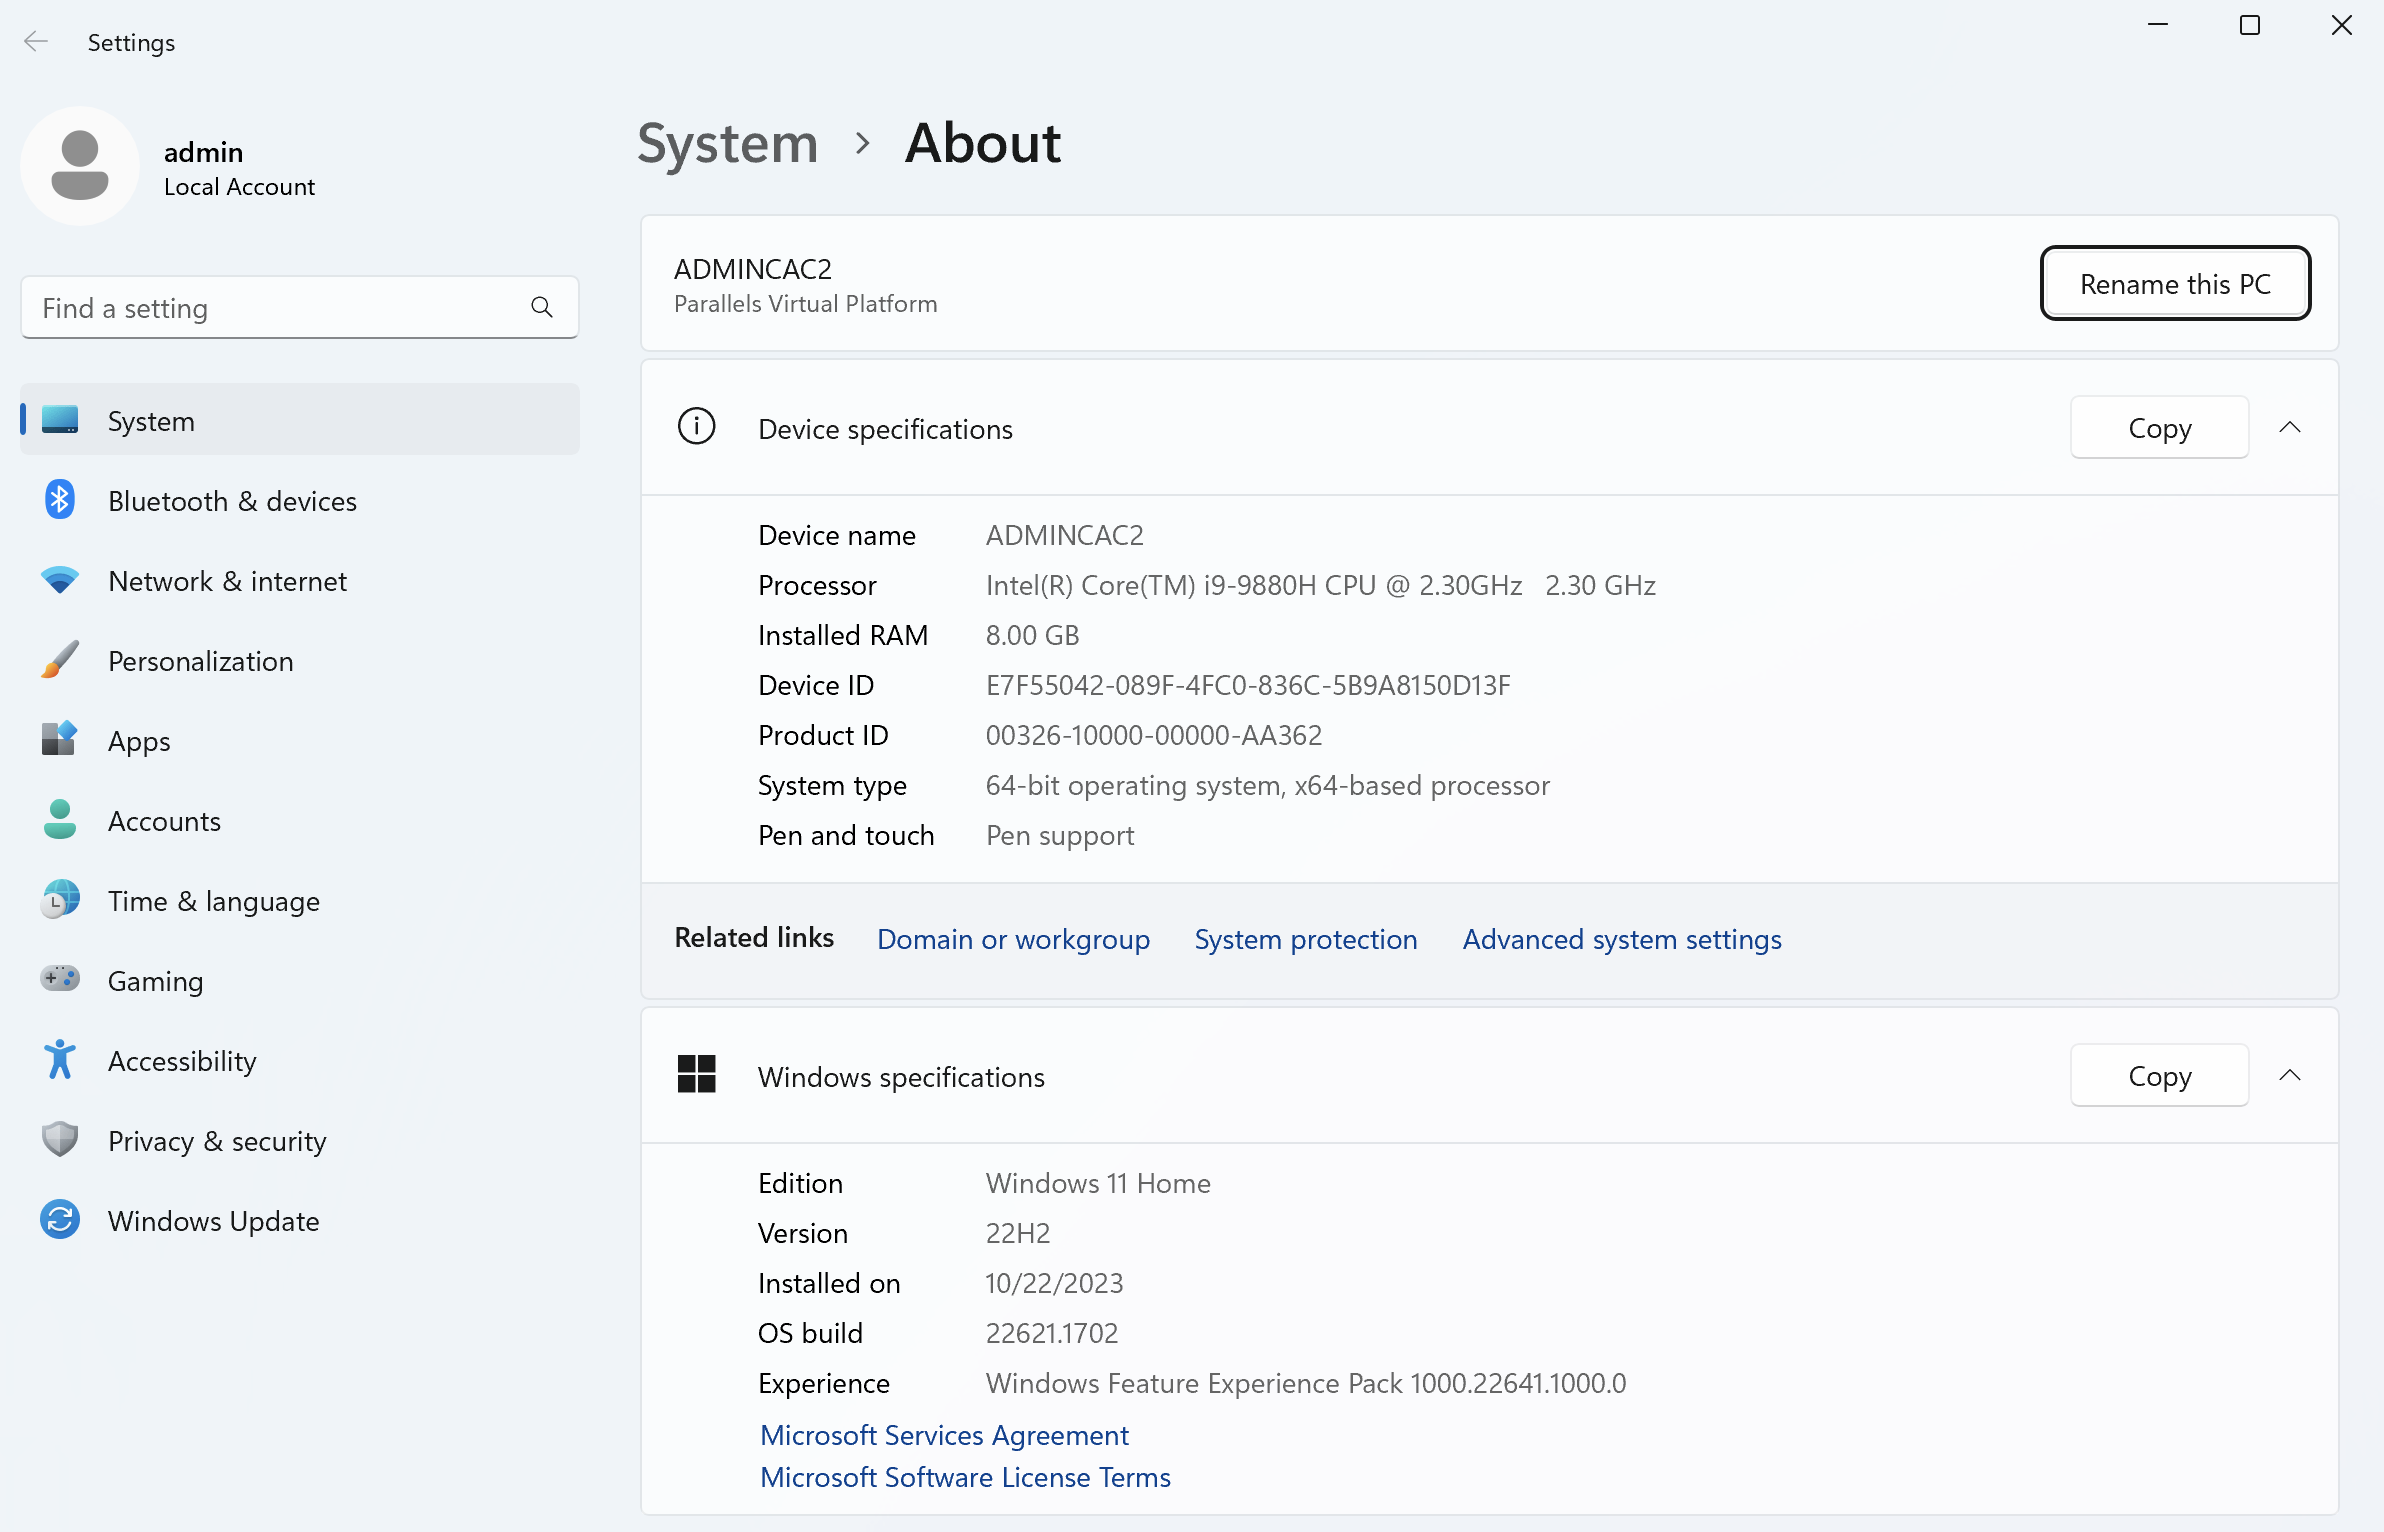 Settings
admin
Local Account
Find a setting
System
Bluetooth & devices
Network & internet
Personalization
Apps
Accounts
Time & language
Gaming
Accessibility
Privacy & security
Windows Update
System > About
ADMINCAC2
Parallels Virtual Platform
Rename this PC
Device specifications
Copy
Device name ADMINCAC2
Processor Intel(R) Core(TM) i9-9880H CPU @ 2.30GHz 2.30 GHz
Installed RAM 8.00 GB
Device ID E7F55042-089F-4FC0-836C-5B9A8150D13F
Product ID 00326-10000-00000-AA362
System type 64-bit operating system, x64-based processor
Pen and touch Pen support
Related links Domain or workgroup System protection Advanced system settings
Windows specifications
Copy
Edition Windows 11 Home
Version 22H2
Installed on 10/22/2023
OS build 22621.1702
Experience Windows Feature Experience Pack 1000.22641.1000.0
Microsoft Services Agreement
Microsoft Software License Terms